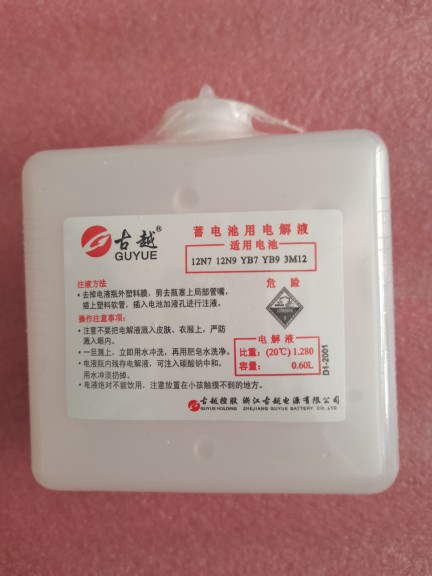 古越®
GUYUE
蓄电池用电解液
适用电池
12N7 12N9 YB7 YB9 3M12
注液方法
•去掉电液瓶外塑料膜，剪去瓶塞上局部管嘴，
插上塑料软管，插入电池加液孔进行注液。
操作注意事项：
•注意不要把电解液溅入皮肤、衣服上，严防
溅入眼内。
•一旦溅上，立即用水冲洗，再用肥皂水洗净。
•电液瓶内残存电解液，可注入碳酸钠中和，
用水冲淡扔掉。
•电液绝对不能饮用，注意放置在小孩触摸不到的地方。
危险
电解液
比重：(20℃) 1.280
容量：0.60L
D1-2001
古越控股 浙江古越电源有限公司
GUYUE HOLDING ZHEJIANG GUYUE BATTERY CO.,LTD